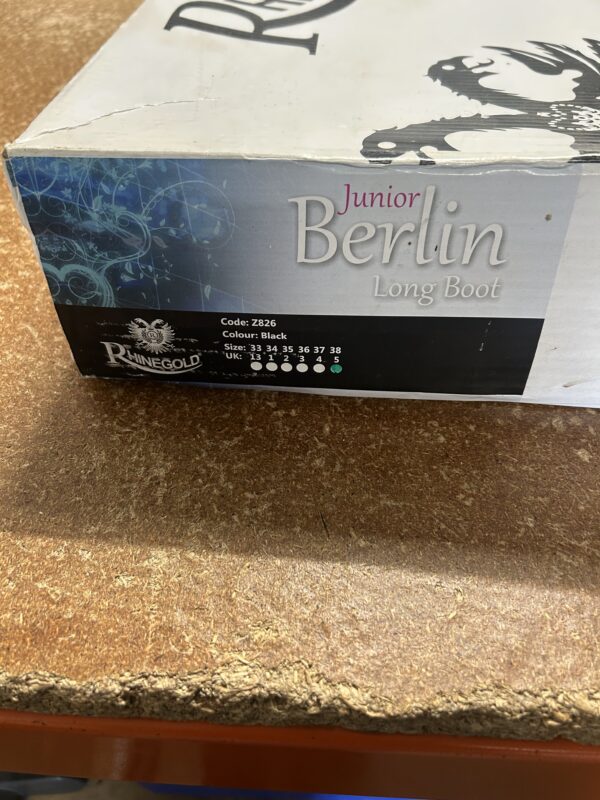 Junior
Berlin
Long Boot
Code: Z826
Colour: Black
Size: 33 34 35 36 37 38
UK: 13 1 2 3 4 5
RHINEGOLD